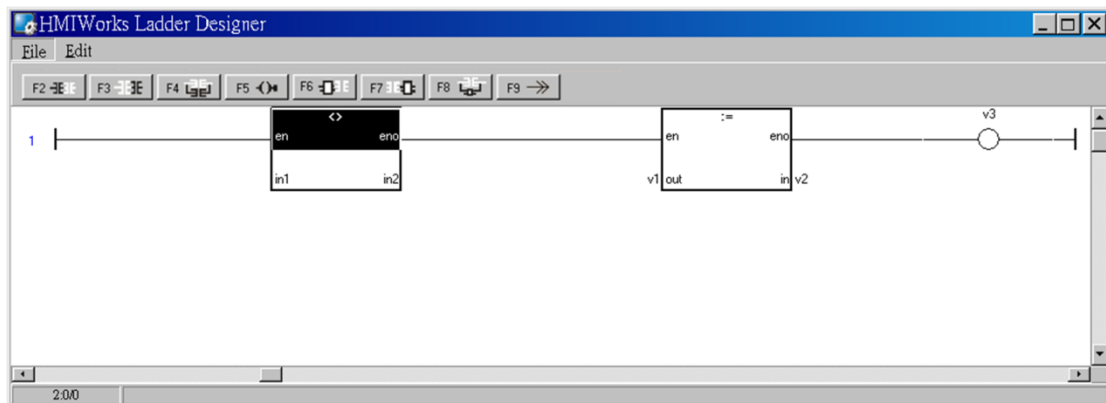 HMIWorks Ladder Designer
File Edit
F2 F3 F4 F5 F6 F7 F8 F9
<> := v3
1 en eno en eno
in1 in2 v1 out in v2
2:0/0